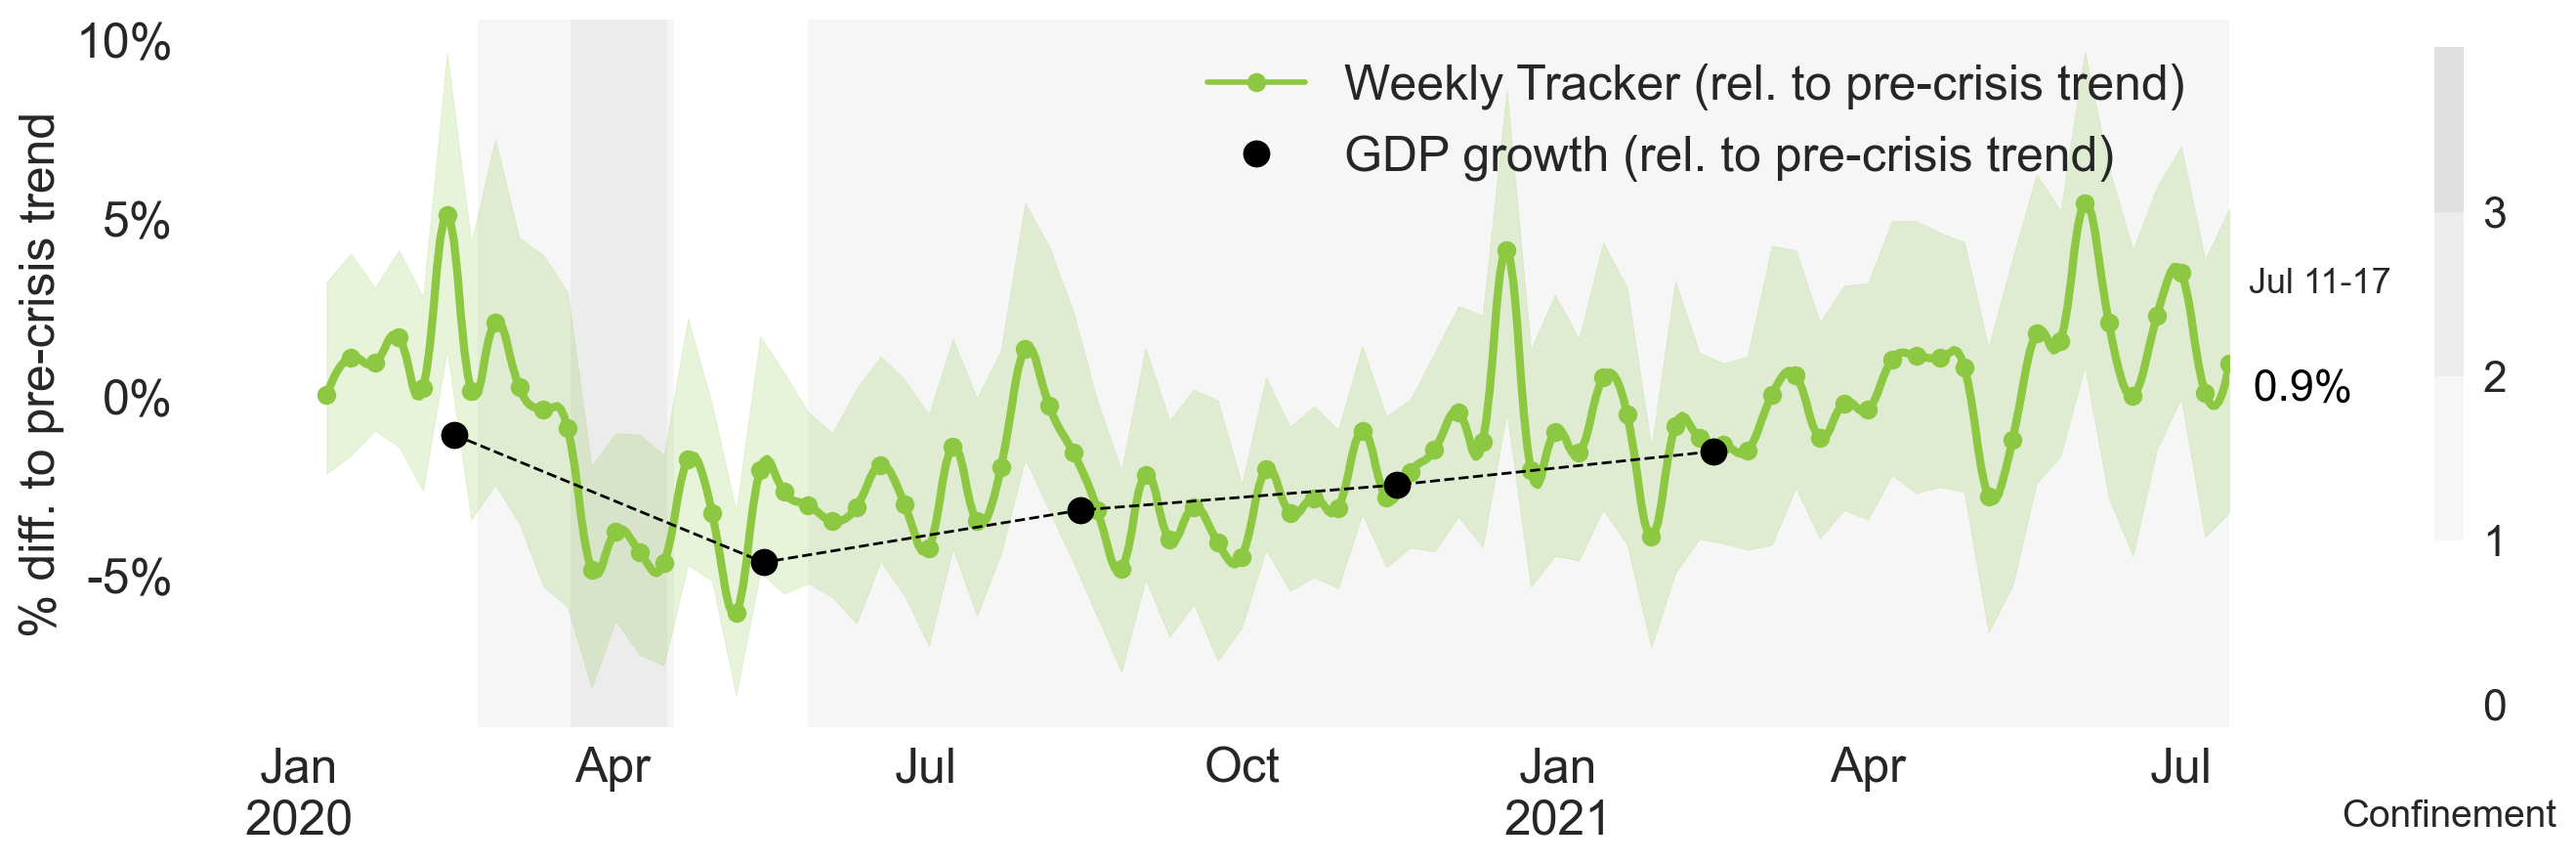 % diff. to pre-crisis trend
10%
5%
0%
-5%
Weekly Tracker (rel. to pre-crisis trend)
GDP growth (rel. to pre-crisis trend)
Jul 11-17
0.9%
3
2
1
0
Confinement
Jan Apr Jul Oct Jan Apr Jul
2020 2021